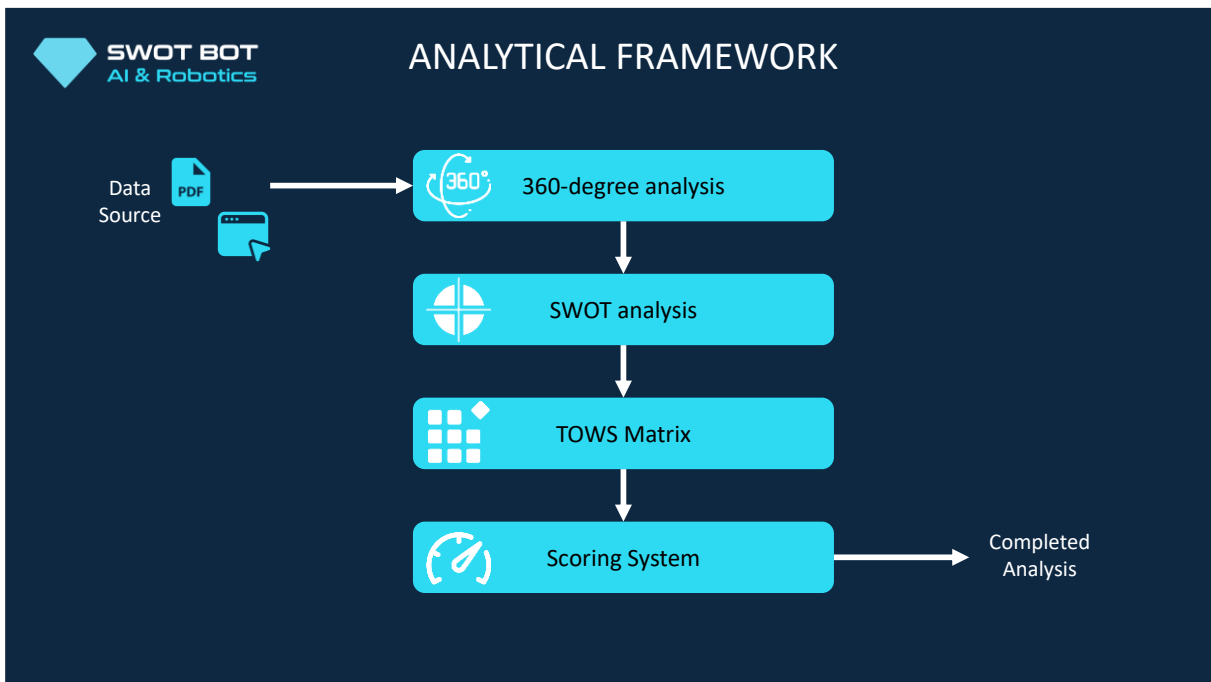 SWOT BOT
AI & Robotics
ANALYTICAL FRAMEWORK
Data
Source
PDF
360°
360-degree analysis
SWOT analysis
TOWS Matrix
Scoring System
Completed
Analysis